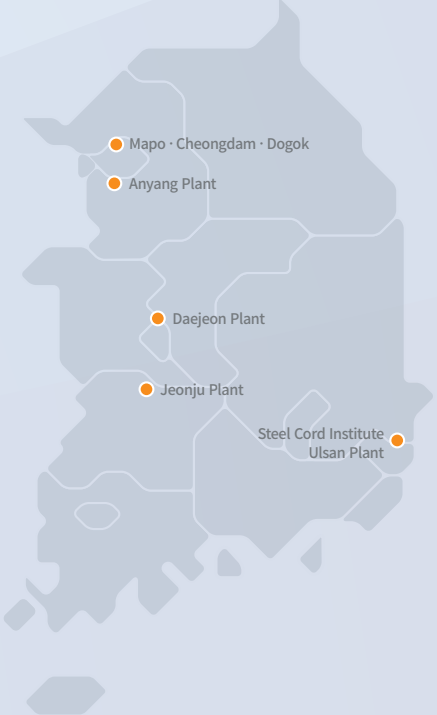 Mapo · Cheongdam · Dogok
Anyang Plant
Daejeon Plant
Jeonju Plant
Steel Cord Institute
Ulsan Plant